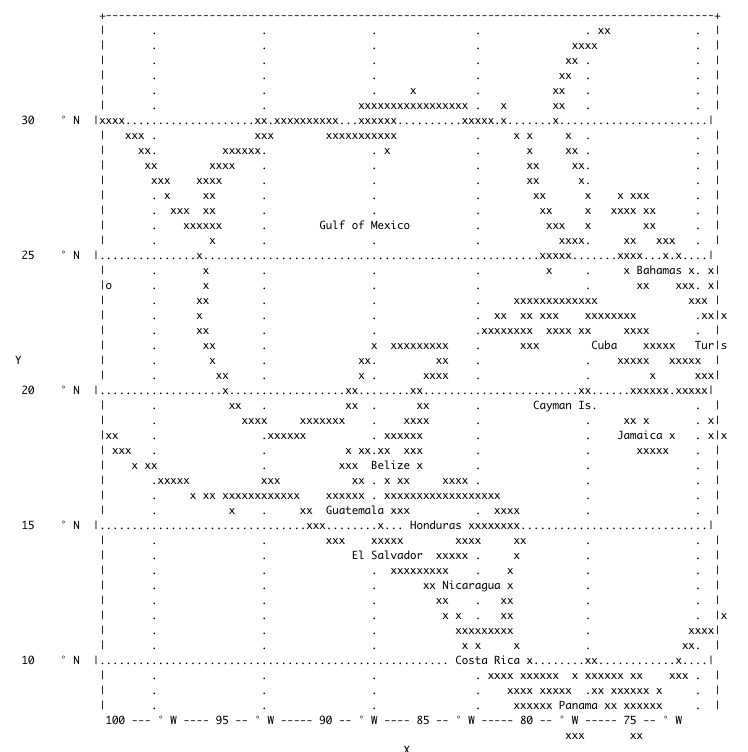 30 ° N
Gulf of Mexico
25 ° N
Bahamas
o
Cuba Turs
Y
20 ° N
Cayman Is.
Jamaica
Belize
Guatemala
15 ° N Honduras
El Salvador
Nicaragua
10 ° N Costa Rica
Panama
100 --- ° W ---- 95 -- ° W ---- 90 -- ° W ---- 85 -- ° W ---- 80 -- ° W ---- 75 -- ° W
X